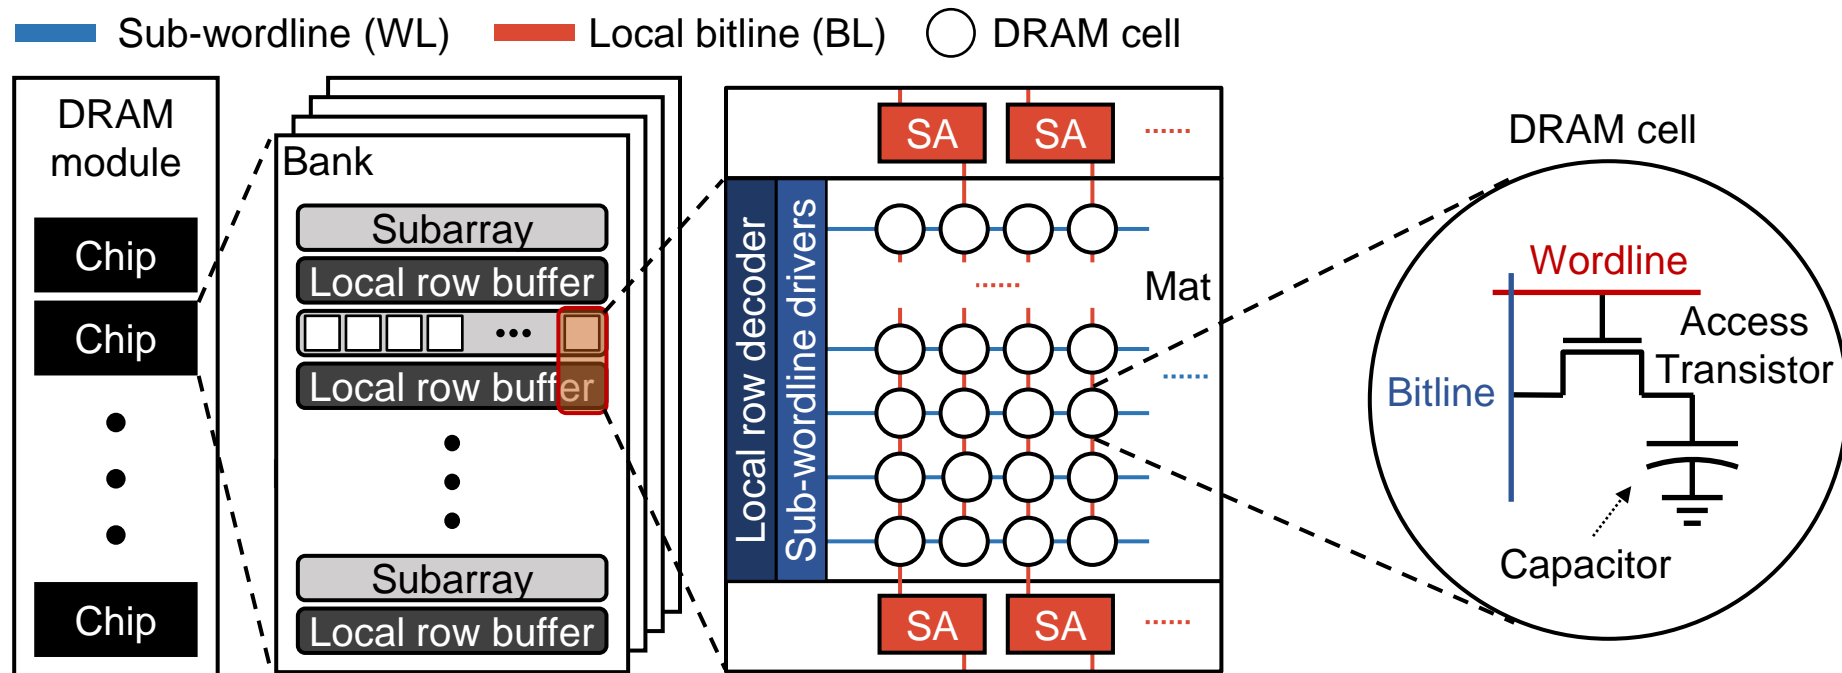 Sub-wordline (WL)
Local bitline (BL)
DRAM cell
DRAM
module
Chip
Chip
Chip
Bank
Subarray
Local row buffer
Local row buffer
Subarray
Local row buffer
SA
SA
Local row decoder
Sub-wordline drivers
Mat
SA
SA
DRAM cell
Wordline
Access
Transistor
Bitline
Capacitor